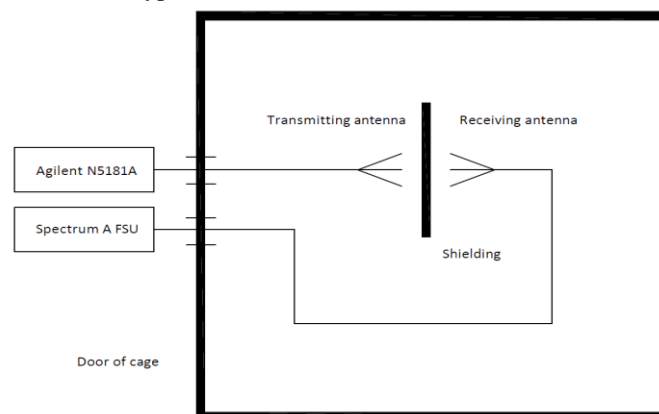 Transmitting antenna
Receiving antenna
Agilent N5181A
Spectrum A FSU
Shielding
Door of cage